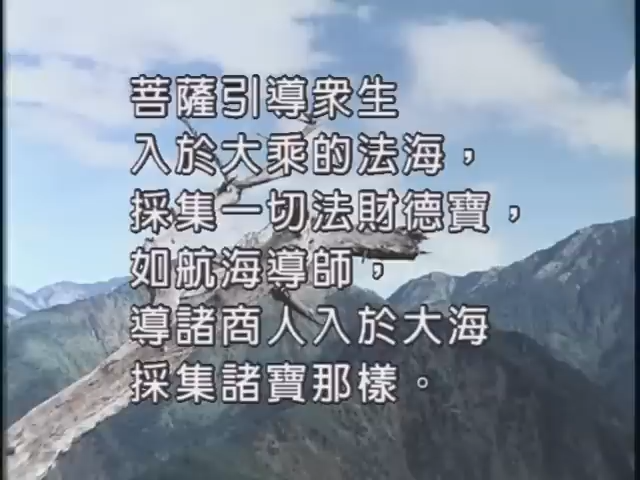 菩薩引導眾生
入於大乘的法海，
採集一切法財德寶，
如航海導師，
導諸商人入於大海
採集諸寶那樣。